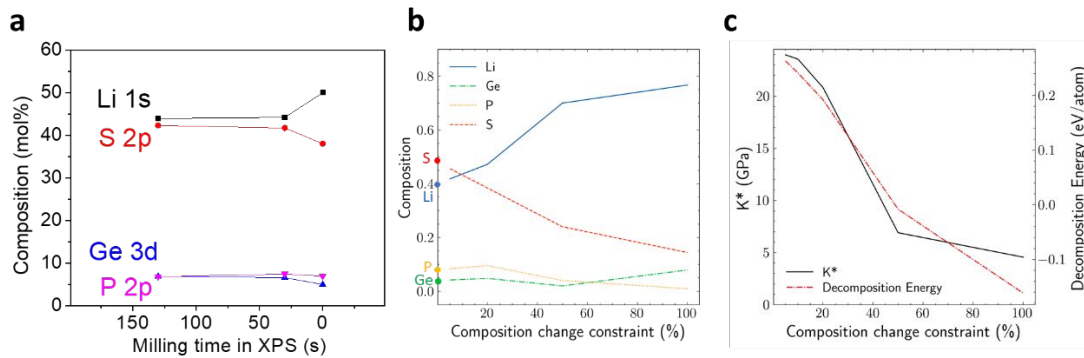 a
60
50
40
30
20
10
0
Composition (mol%)
Li 1s
S 2p
Ge 3d
P 2p
150
100
50
0
Milling time in XPS (s)
b
0.8
0.6
0.4
0.2
0.0
Composition
Li
Ge
P
S
S
Li
P
Ge
0
20
40
60
80
100
Composition change constraint (%)
c
20
15
10
5
0
K* (GPa)
0.2
0.1
0.0
−0.1
Decomposition Energy (eV/atom)
K*
Decomposition Energy
0
20
40
60
80
100
Composition change constraint (%)